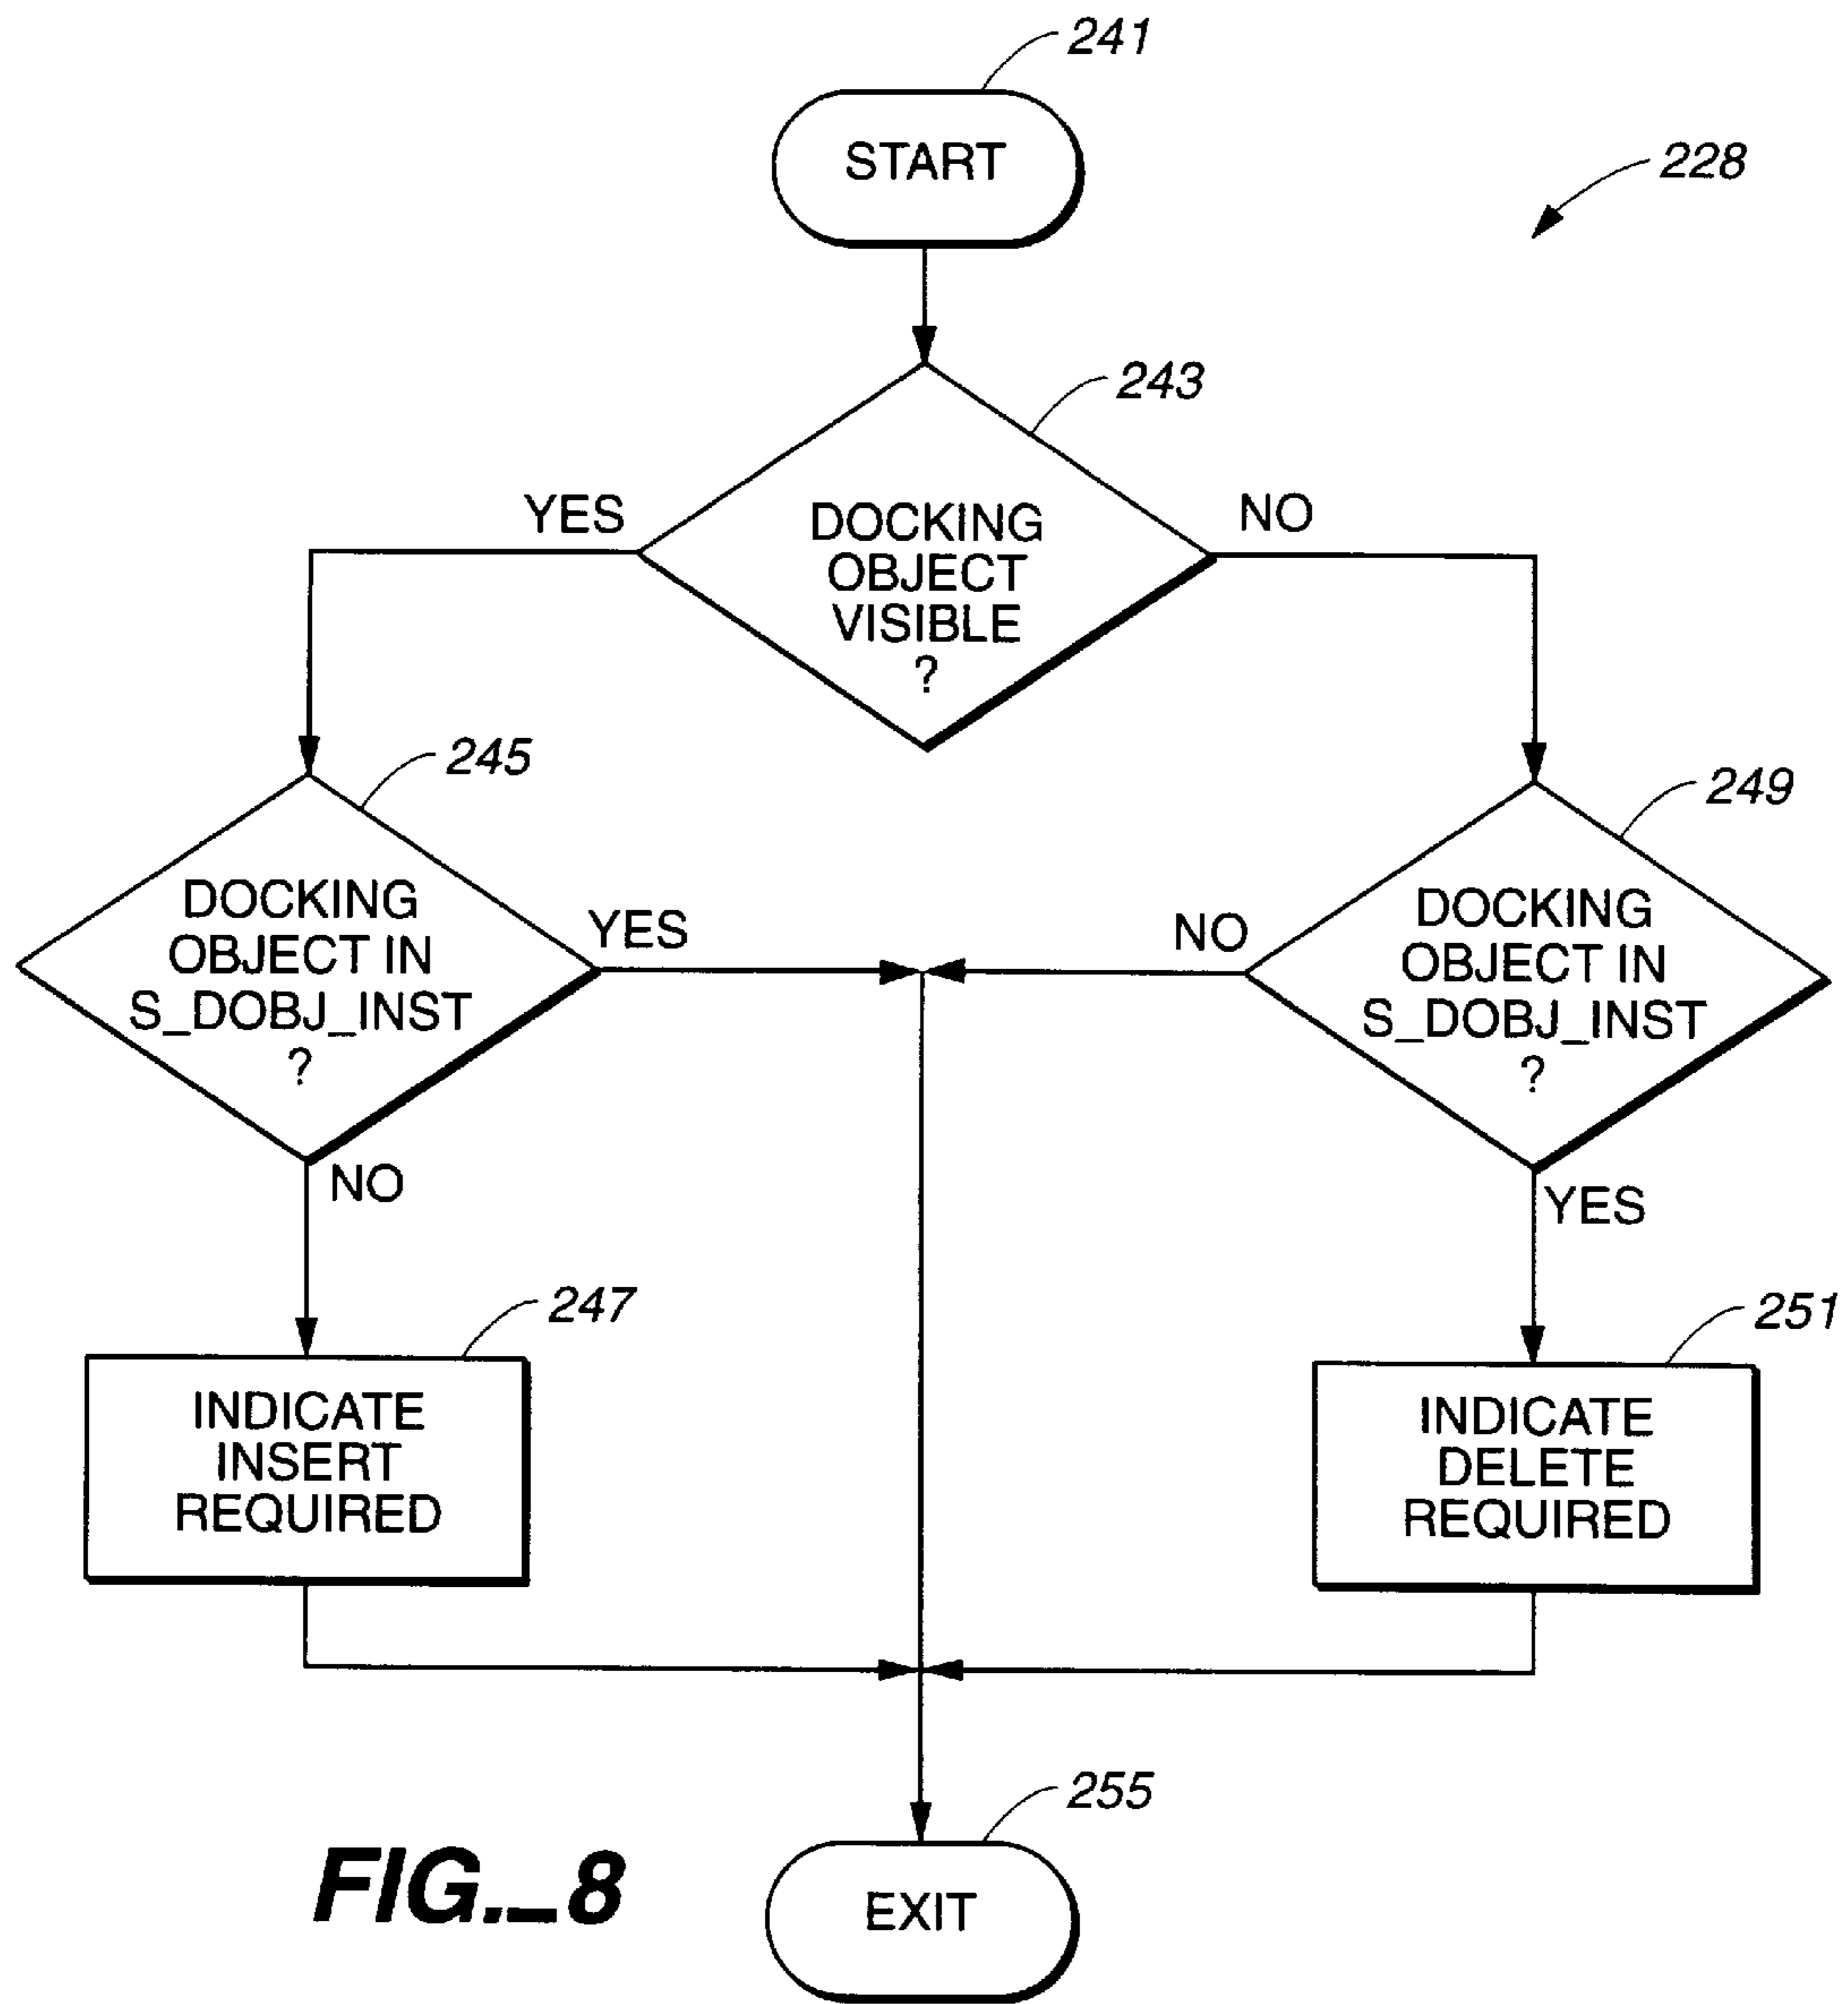 241
START
228
243
YES
NO
DOCKING
OBJECT
VISIBLE
?
245
249
DOCKING
OBJECT IN
S_DOBJ_INST
?
YES
NO
DOCKING
OBJECT IN
S_DOBJ_INST
?
NO
YES
247
251
INDICATE
INSERT
REQUIRED
INDICATE
DELETE
REQUIRED
255
EXIT
FIG._8